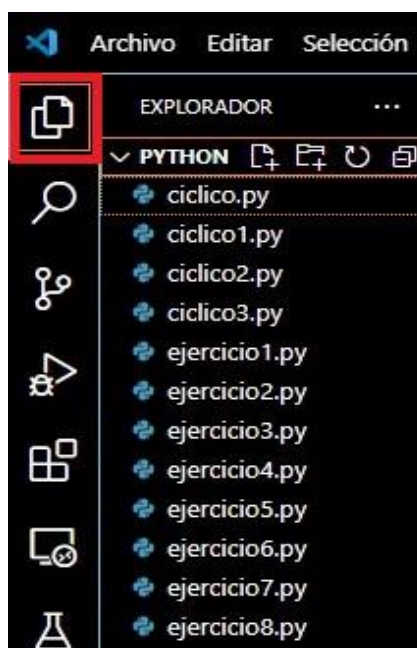 Archivo Editar Selección
EXPLORADOR ...
PYTHON
ciclico.py
ciclico1.py
ciclico2.py
ciclico3.py
ejercicio1.py
ejercicio2.py
ejercicio3.py
ejercicio4.py
ejercicio5.py
ejercicio6.py
ejercicio7.py
ejercicio8.py